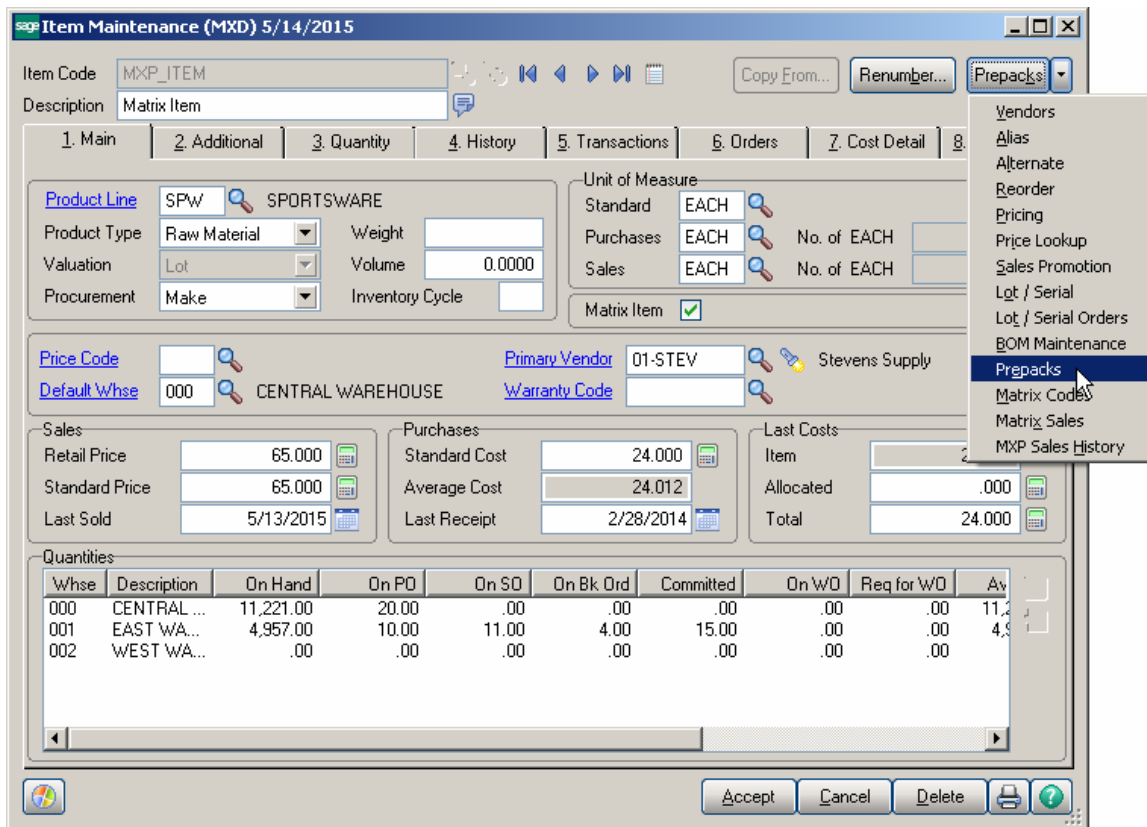 sage Item Maintenance (MXD) 5/14/2015
Item Code MXP_ITEM Copy From... Renumber... Prepacks
Description Matrix Item
1. Main 2. Additional 3. Quantity 4. History 5. Transactions 6. Orders 7. Cost Detail 8.
Vendors
Alias
Alternate
Reorder
Pricing
Price Lookup
Sales Promotion
Lot / Serial
Lot / Serial Orders
BOM Maintenance
Prepacks
Matrix Codes
Matrix Sales
MXP Sales History
Product Line SPW SPORTSWARE
Product Type Raw Material Weight
Valuation Lot Volume 0.0000
Procurement Make Inventory Cycle
Unit of Measure
Standard EACH
Purchases EACH No. of EACH
Sales EACH No. of EACH
Matrix Item
Price Code Primary Vendor 01-STEV Stevens Supply
Default Whse 000 CENTRAL WAREHOUSE Warranty Code
Sales
Retail Price 65.000
Standard Price 65.000
Last Sold 5/13/2015
Purchases
Standard Cost 24.000
Average Cost 24.012
Last Receipt 2/28/2014
Last Costs
Item
Allocated .000
Total 24.000
Quantities
Whse Description On Hand On PO On SO On Bk Ord Committed On WO Req for WO Av
000 CENTRAL ... 11,221.00 20.00 .00 .00 .00 .00 .00 11,2
001 EAST WA... 4,957.00 10.00 11.00 4.00 15.00 .00 .00 4,9
002 WEST WA... .00 .00 .00 .00 .00 .00 .00
Accept Cancel Delete